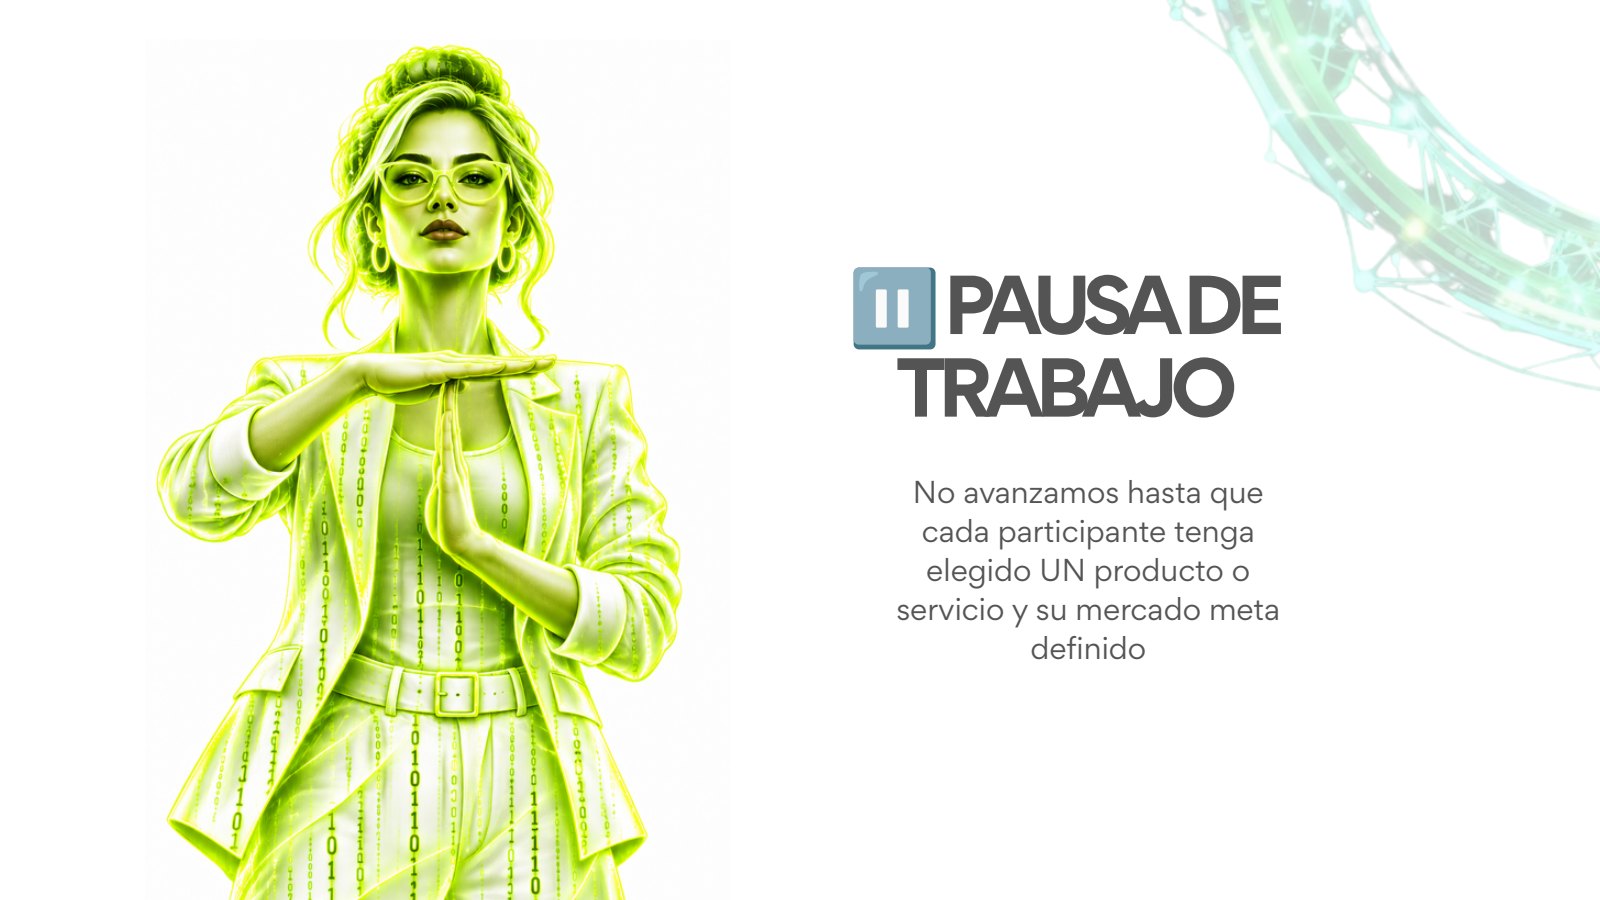 ⏸️ PAUSA DE
TRABAJO
No avanzamos hasta que
cada participante tenga
elegido UN producto o
servicio y su mercado meta
definido